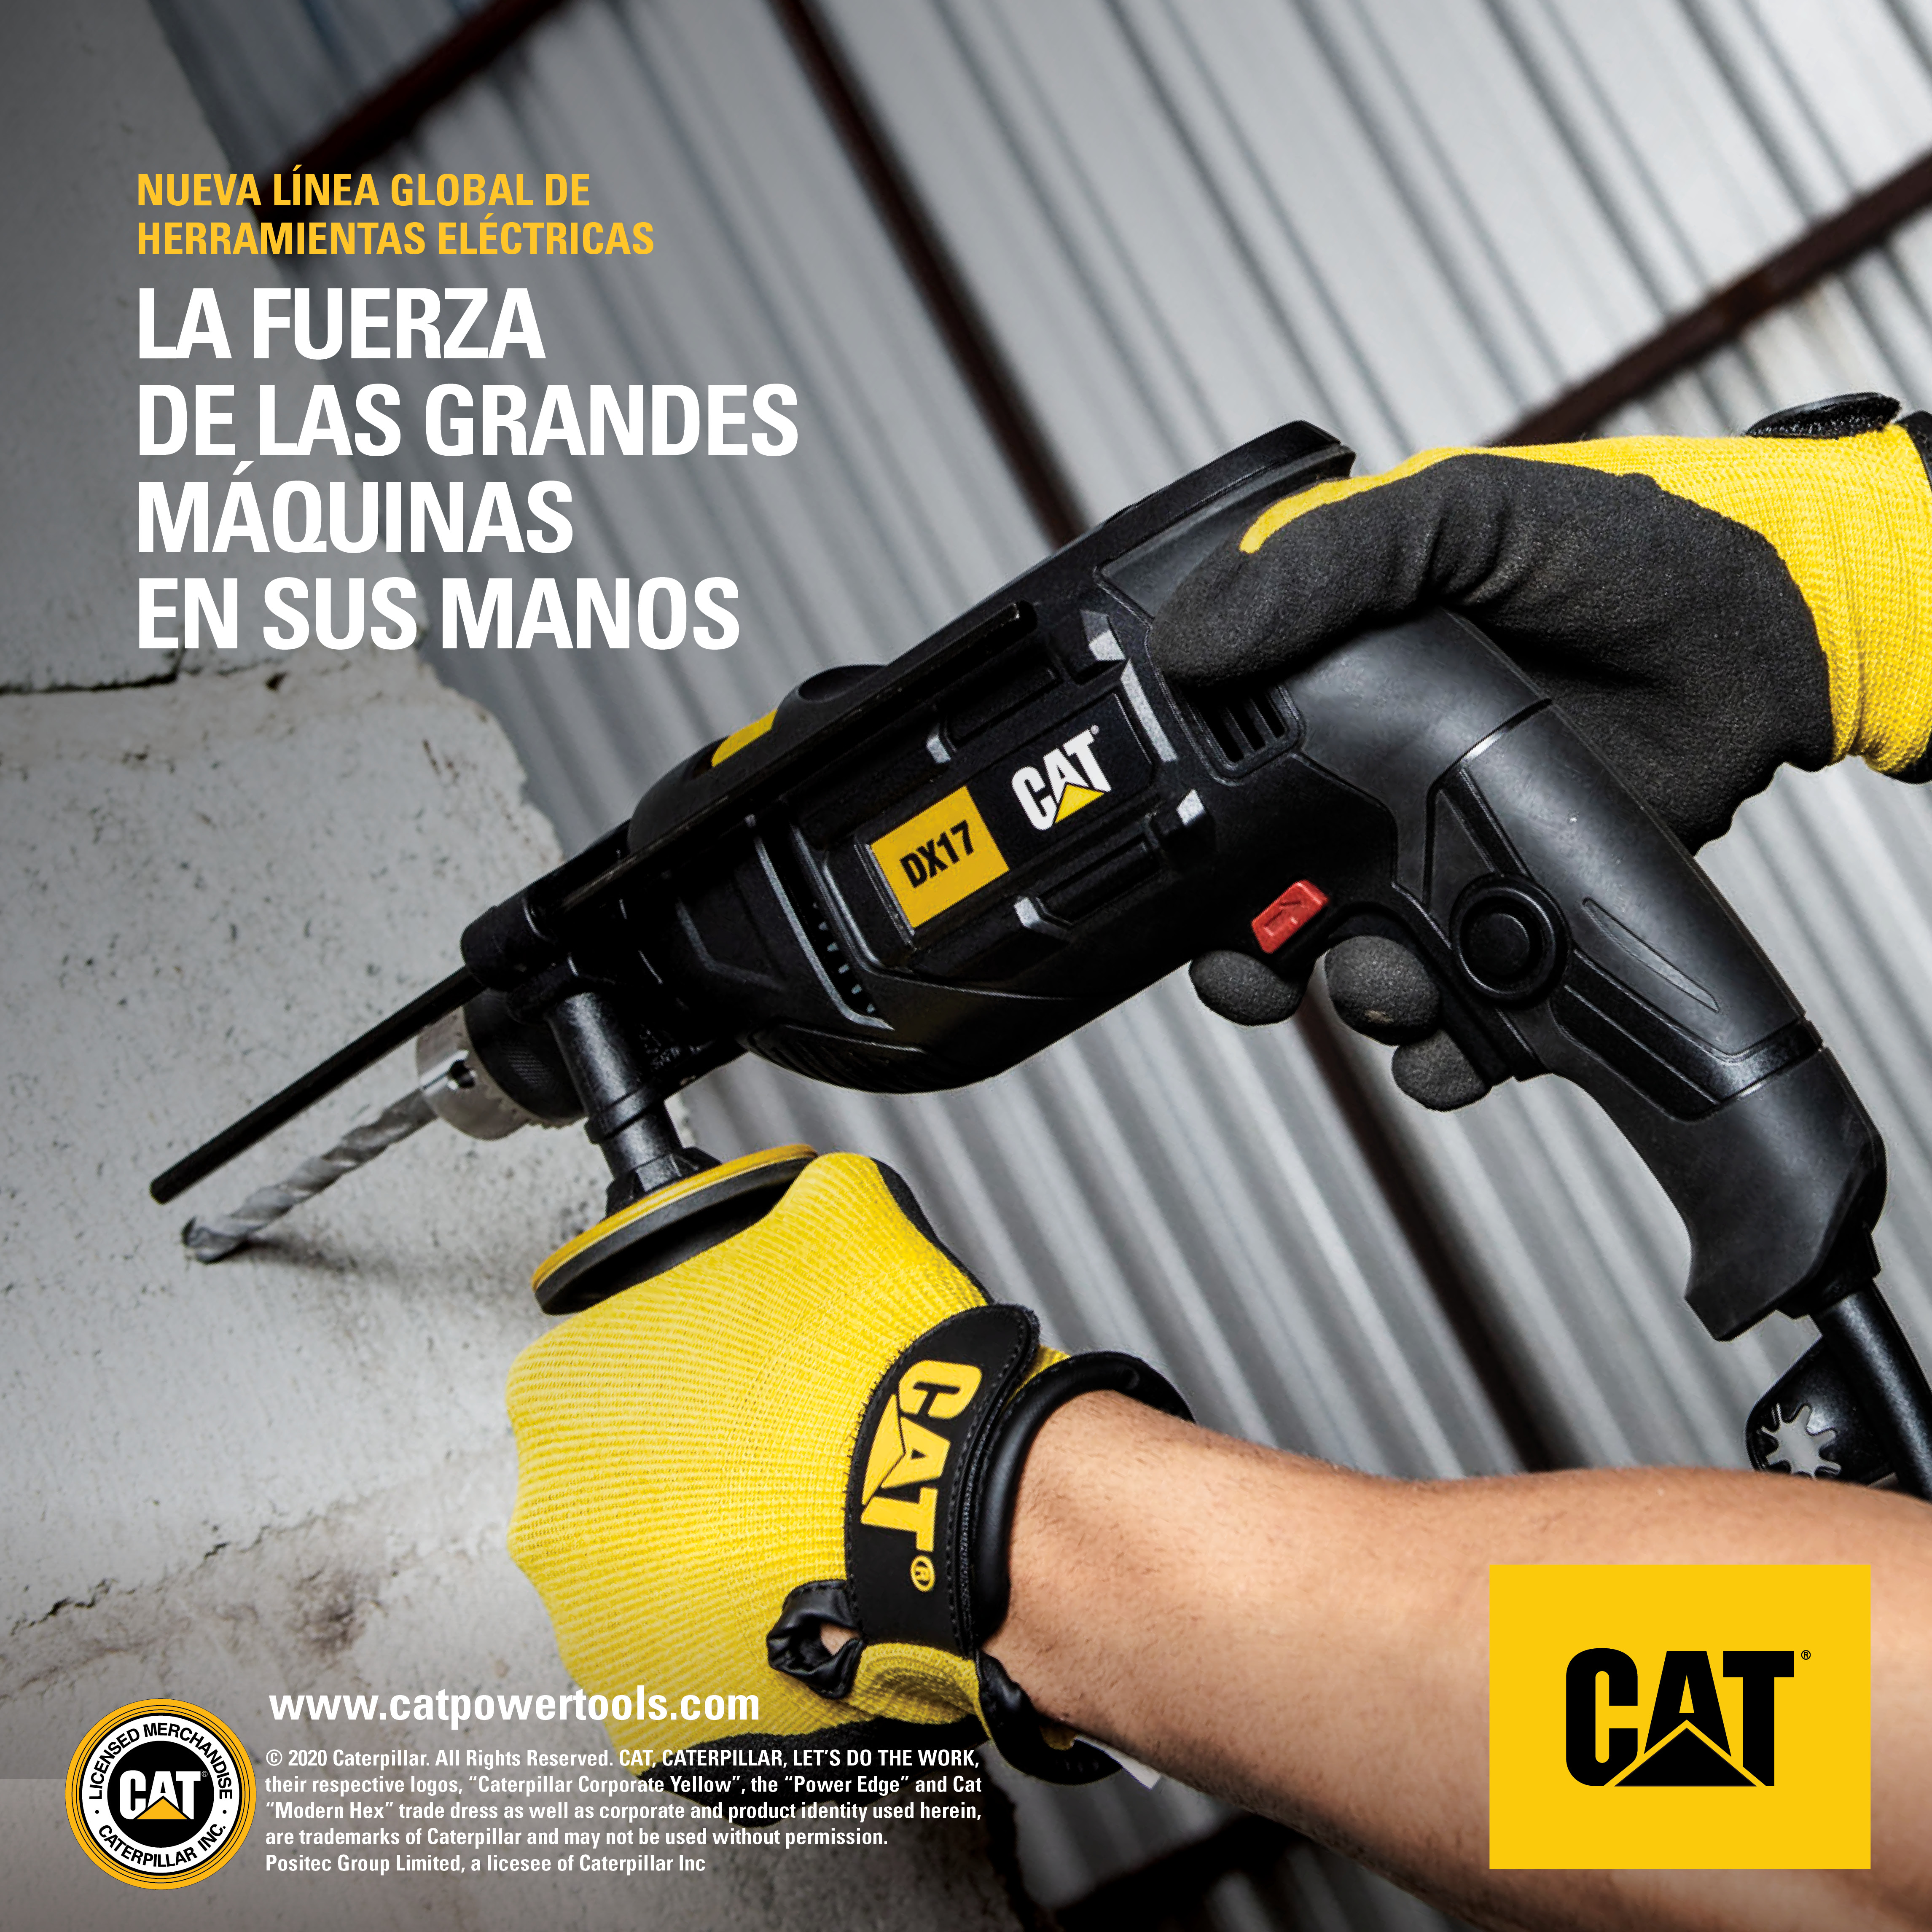 NUEVA LÍNEA GLOBAL DE
HERRAMIENTAS ELÉCTRICAS
LA FUERZA
DE LAS GRANDES
MÁQUINAS
EN SUS MANOS
DX17 CAT®
CAT®
www.catpowertools.com
© 2020 Caterpillar. All Rights Reserved. CAT, CATERPILLAR, LET’S DO THE WORK,
their respective logos, “Caterpillar Corporate Yellow”, the “Power Edge” and Cat
“Modern Hex” trade dress as well as corporate and product identity used herein,
are trademarks of Caterpillar and may not be used without permission.
Positec Group Limited, a licesee of Caterpillar Inc
LICENSED MERCHANDISE
CAT®
CATERPILLAR INC.
CAT®